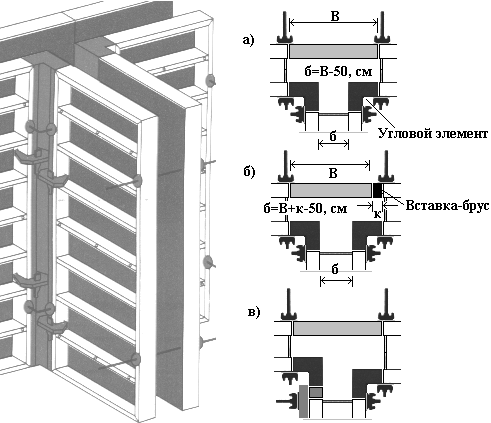 а)
В
б=В-50, см
Угловой элемент
б
б)
В
б=В+к-50, см
к
Вставка-брус
б
в)